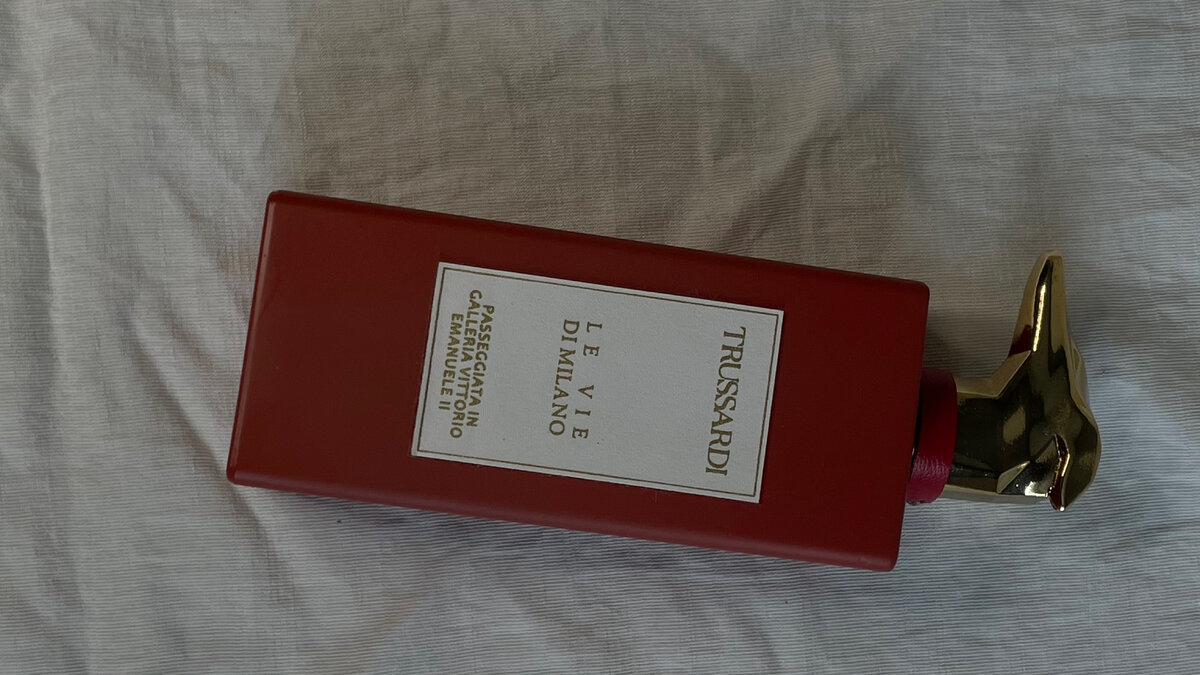 TRUSSARDI
LE VIE
DI MILANO
PASSEGGIATA IN
GALLERIA VITTORIO
EMANUELE II